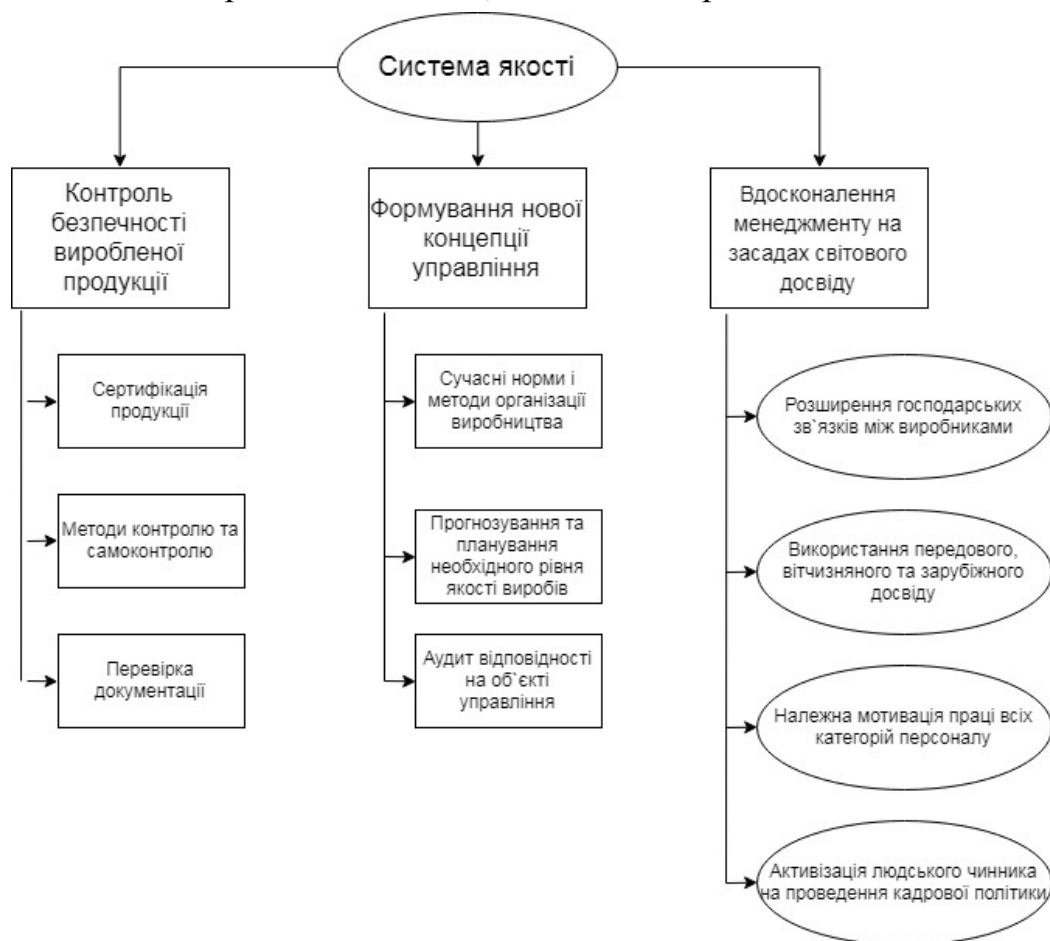 Система якості
Контроль
безпечності
виробленої
продукції
Сертифікація
продукції
Методи контролю та
самоконтролю
Перевірка
документації
Формування нової
концепції
управління
Сучасні норми і
методи організації
виробництва
Прогнозування та
планування
необхідного рівня
якості виробів
Аудит відповідності
на об`єкті
управління
Вдосконалення
менеджменту на
засадах світового
досвіду
Розширення господарських
зв`язків між виробниками
Використання передового,
вітчизняного та зарубіжного
досвіду
Належна мотивація праці всіх
категорій персоналу
Активізація людського чинника
на проведення кадрової політики